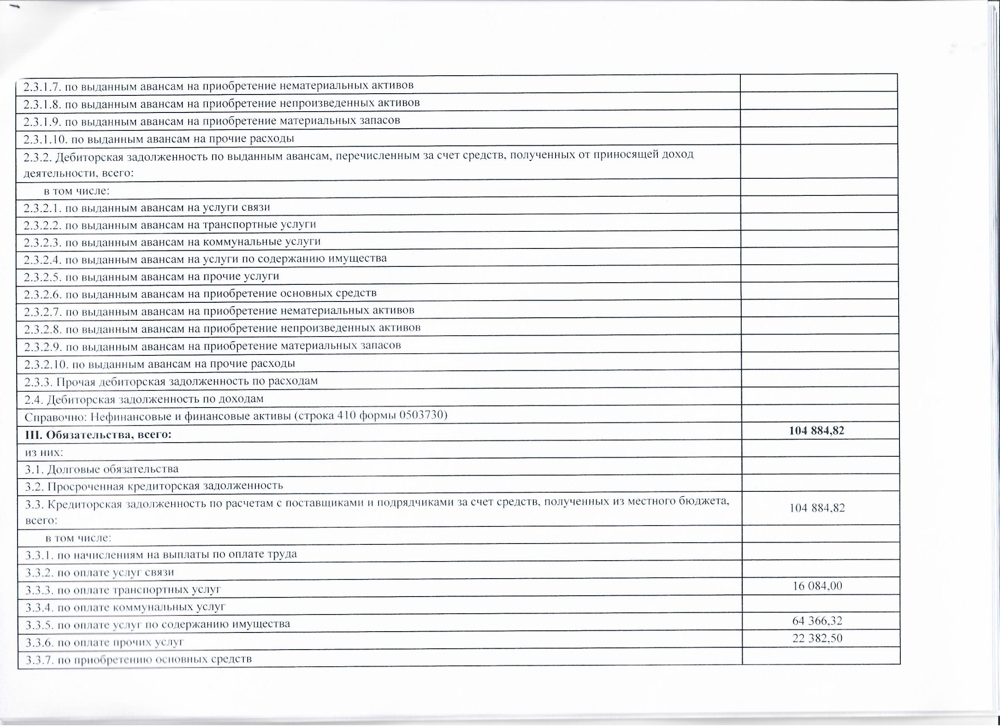 2.3.1.7. по выданным авансам на приобретение нематериальных активов
2.3.1.8. по выданным авансам на приобретение непроизведенных активов
2.3.1.9. по выданным авансам на приобретение материальных запасов
2.3.1.10. по выданным авансам на прочие расходы
2.3.2. Дебиторская задолженность по выданным авансам, перечисленным за счет средств, полученных от приносящей доход
деятельности, всего:
в том числе:
2.3.2.1. по выданным авансам на услуги связи
2.3.2.2. по выданным авансам на транспортные услуги
2.3.2.3. по выданным авансам на коммунальные услуги
2.3.2.4. по выданным авансам на услуги по содержанию имущества
2.3.2.5. по выданным авансам на прочие услуги
2.3.2.6. по выданным авансам на приобретение основных средств
2.3.2.7. по выданным авансам на приобретение нематериальных активов
2.3.2.8. по выданным авансам на приобретение непроизведенных активов
2.3.2.9. по выданным авансам на приобретение материальных запасов
2.3.2.10. по выданным авансам на прочие расходы
2.3.3. Прочая дебиторская задолженность по расходам
2.4. Дебиторская задолженность по доходам
Справочно: Нефинансовые и финансовые активы (строка 410 формы 0503730)
III. Обязательства, всего: 104 884,82
из них:
3.1. Долговые обязательства
3.2. Просроченная кредиторская задолженность
3.3. Кредиторская задолженность по расчетам с поставщиками и подрядчиками за счет средств, полученных из местного бюджета,
всего: 104 884,82
в том числе:
3.3.1. по начислениям на выплаты по оплате труда
3.3.2. по оплате услуг связи
3.3.3. по оплате транспортных услуг 16 084,00
3.3.4. по оплате коммунальных услуг
3.3.5. по оплате услуг по содержанию имущества 64 366,32
3.3.6. по оплате прочих услуг 22 382,50
3.3.7. по приобретению основных средств